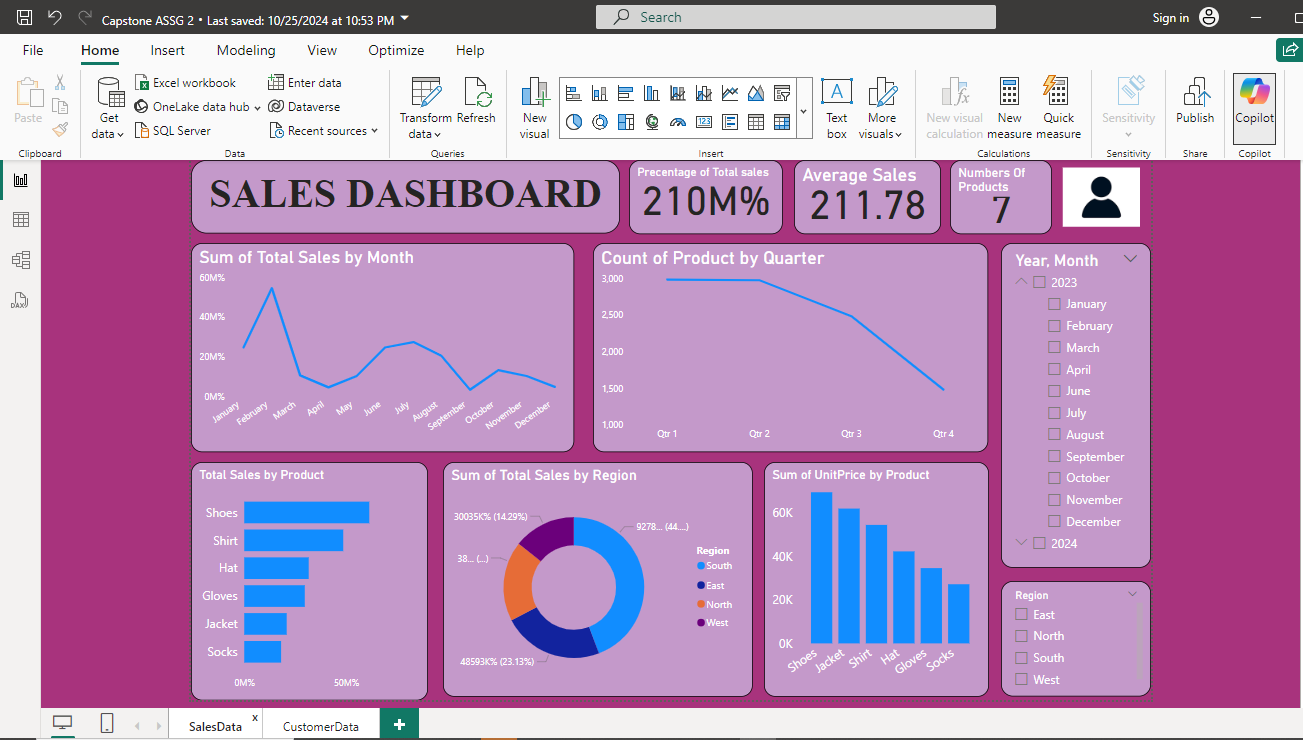 Capstone ASSG 2 • Last saved: 10/25/2024 at 10:53 PM
Search
Sign in
File Home Insert Modeling View Optimize Help
Paste
Clipboard
Get data
Excel workbook
OneLake data hub
SQL Server
Enter data
Dataverse
Recent sources
Data
Transform data
Refresh
Queries
New visual
Text box
More visuals
Insert
New visual calculation
New measure
Quick measure
Calculations
Sensitivity
Sensitivity
Publish
Share
Copilot
Copilot
DAX
SALES DASHBOARD
Precentage of Total sales
210M%
Average Sales
211.78
Numbers Of
Products
7
Sum of Total Sales by Month
60M%
40M%
20M%
0M%
January February March April May June July August September October November December
Count of Product by Quarter
3,000
2,500
2,000
1,500
1,000
Qtr 1 Qtr 2 Qtr 3 Qtr 4
Year, Month
2023
January
February
March
April
June
July
August
September
October
November
December
2024
Total Sales by Product
Shoes
Shirt
Hat
Gloves
Jacket
Socks
0M% 50M%
Sum of Total Sales by Region
30035K% (14.29%)
9278... (44....)
38... (...)
48593K% (23.13%)
Region
South
East
North
West
Sum of UnitPrice by Product
60K
40K
20K
0K
Shoes Jacket Shirt Hat Gloves Socks
Region
East
North
South
West
SalesData x
CustomerData
+